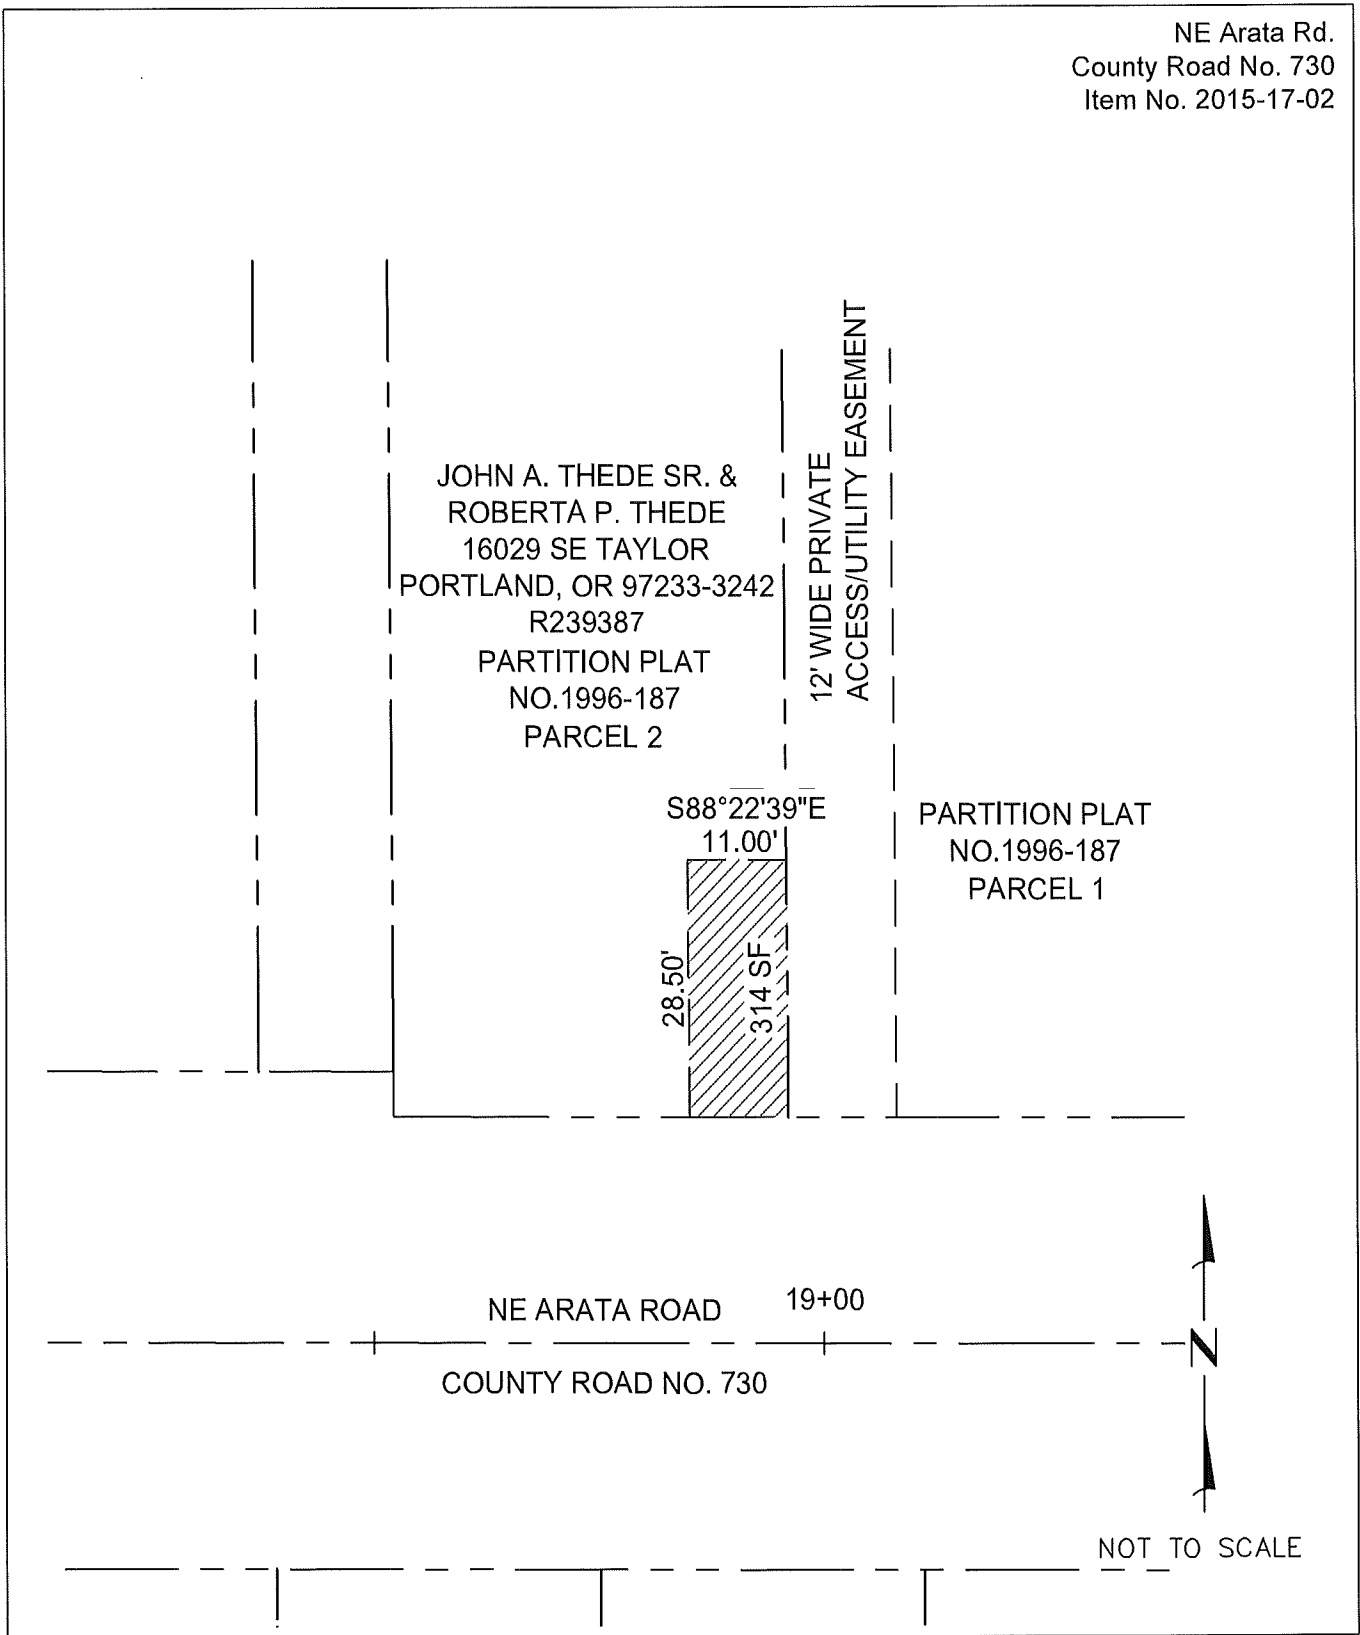 NE Arata Rd.
County Road No. 730
Item No. 2015-17-02
12' WIDE PRIVATE
ACCESS/UTILITY EASEMENT
JOHN A. THEDE SR. &
ROBERTA P. THEDE
16029 SE TAYLOR
PORTLAND, OR 97233-3242
R239387
PARTITION PLAT
NO.1996-187
PARCEL 2
S88°22'39"E
11.00'
PARTITION PLAT
NO.1996-187
PARCEL 1
28.50'
314 SF
NE ARATA ROAD
19+00
COUNTY ROAD NO. 730
N
NOT TO SCALE